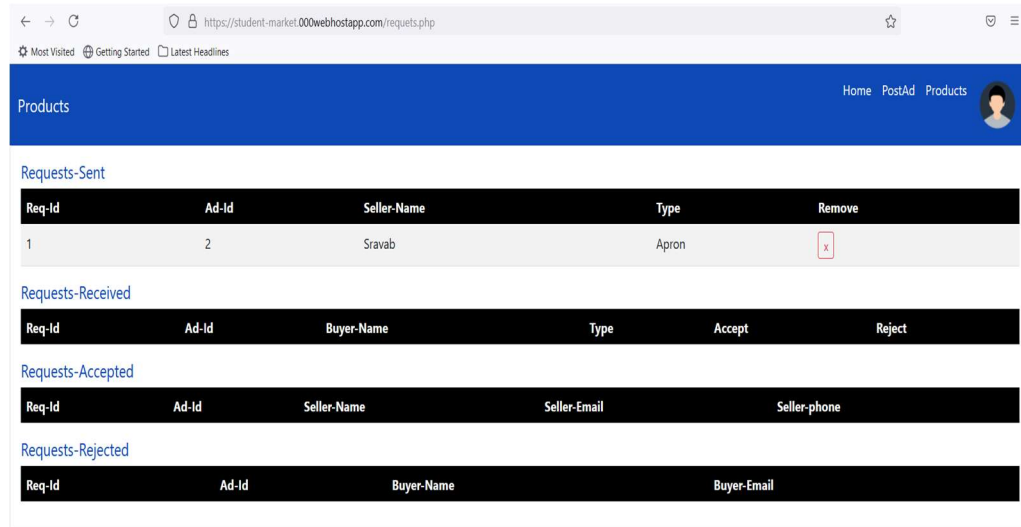 https://student-market.000webhostapp.com/requets.php
Most Visited Getting Started Latest Headlines
Home PostAd Products
Products
Requests-Sent
Req-Id Ad-Id Seller-Name Type Remove
1 2 Sravab Apron x
Requests-Received
Req-Id Ad-Id Buyer-Name Type Accept Reject
Requests-Accepted
Req-Id Ad-Id Seller-Name Seller-Email Seller-phone
Requests-Rejected
Req-Id Ad-Id Buyer-Name Buyer-Email